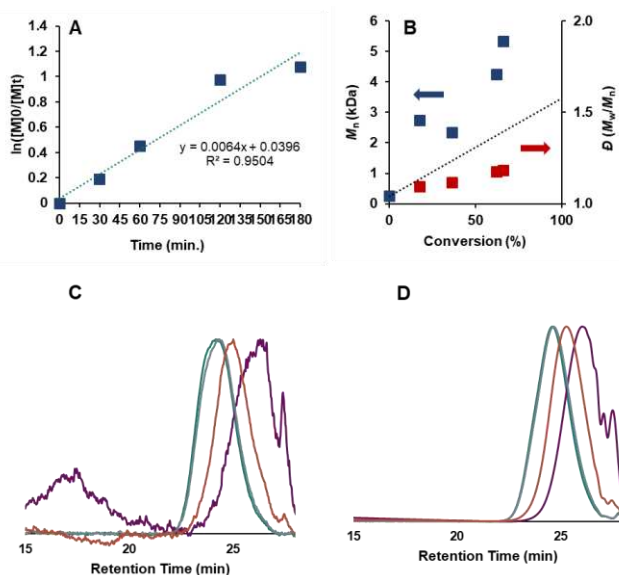 A
ln([M]0/[M]t)
1.4
1.2
1
0.8
0.6
0.4
0.2
0
y = 0.0064x + 0.0396
R² = 0.9504
0 15 30 45 60 75 90 105120135150165180
Time (min.)
B
Mn (kDa)
6
5
4
3
2
1
0
2.0
1.5
1.0
Đ (Mw/Mn)
0 50 100
Conversion (%)
C
15 20 25
Retention Time (min)
D
15 20 25
Retention Time (min)